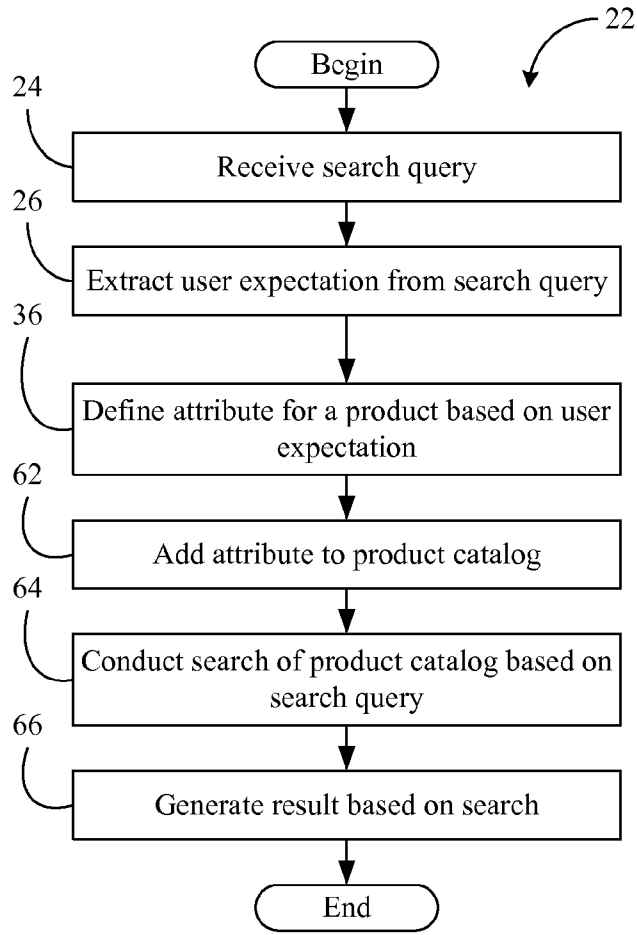 22
Begin
24
Receive search query
26
Extract user expectation from search query
36
Define attribute for a product based on user
expectation
62
Add attribute to product catalog
64
Conduct search of product catalog based on
search query
66
Generate result based on search
End